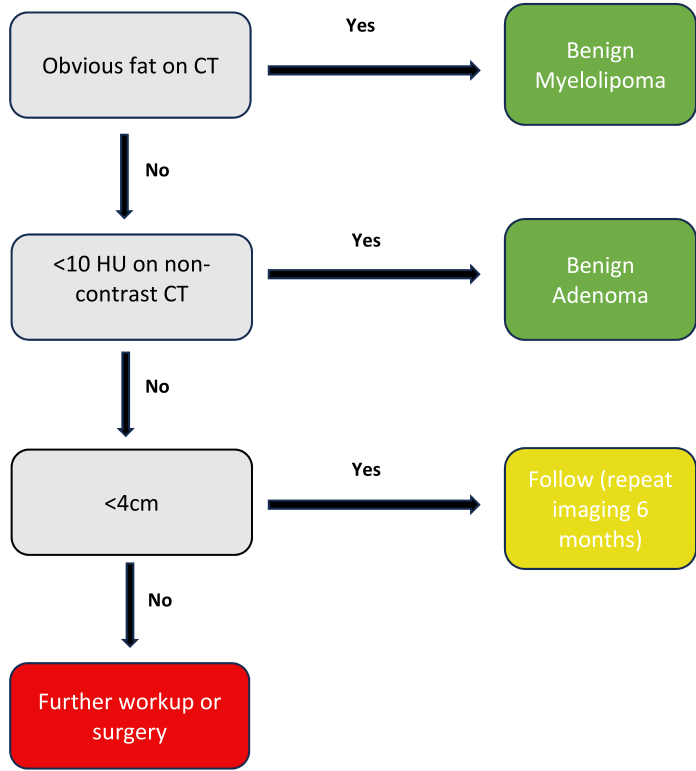 Obvious fat on CT
Yes
Benign
Myelolipoma
No
<10 HU on non-
contrast CT
Yes
Benign
Adenoma
No
<4cm
Yes
Follow (repeat
imaging 6
months)
No
Further workup or
surgery